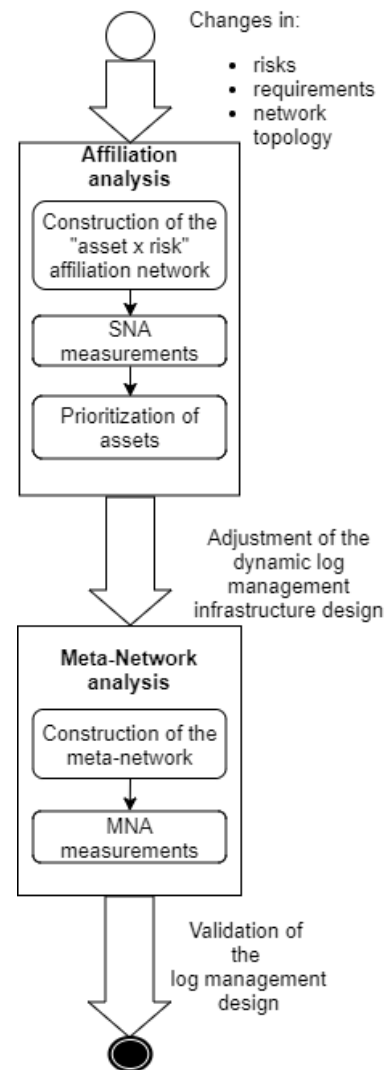 Changes in:
• risks
• requirements
• network
topology
Affiliation
analysis
Construction of the
"asset x risk"
affiliation network
SNA
measurements
Prioritization of
assets
Adjustment of the
dynamic log
management
infrastructure design
Meta-Network
analysis
Construction of the
meta-network
MNA
measurements
Validation of
the
log management
design